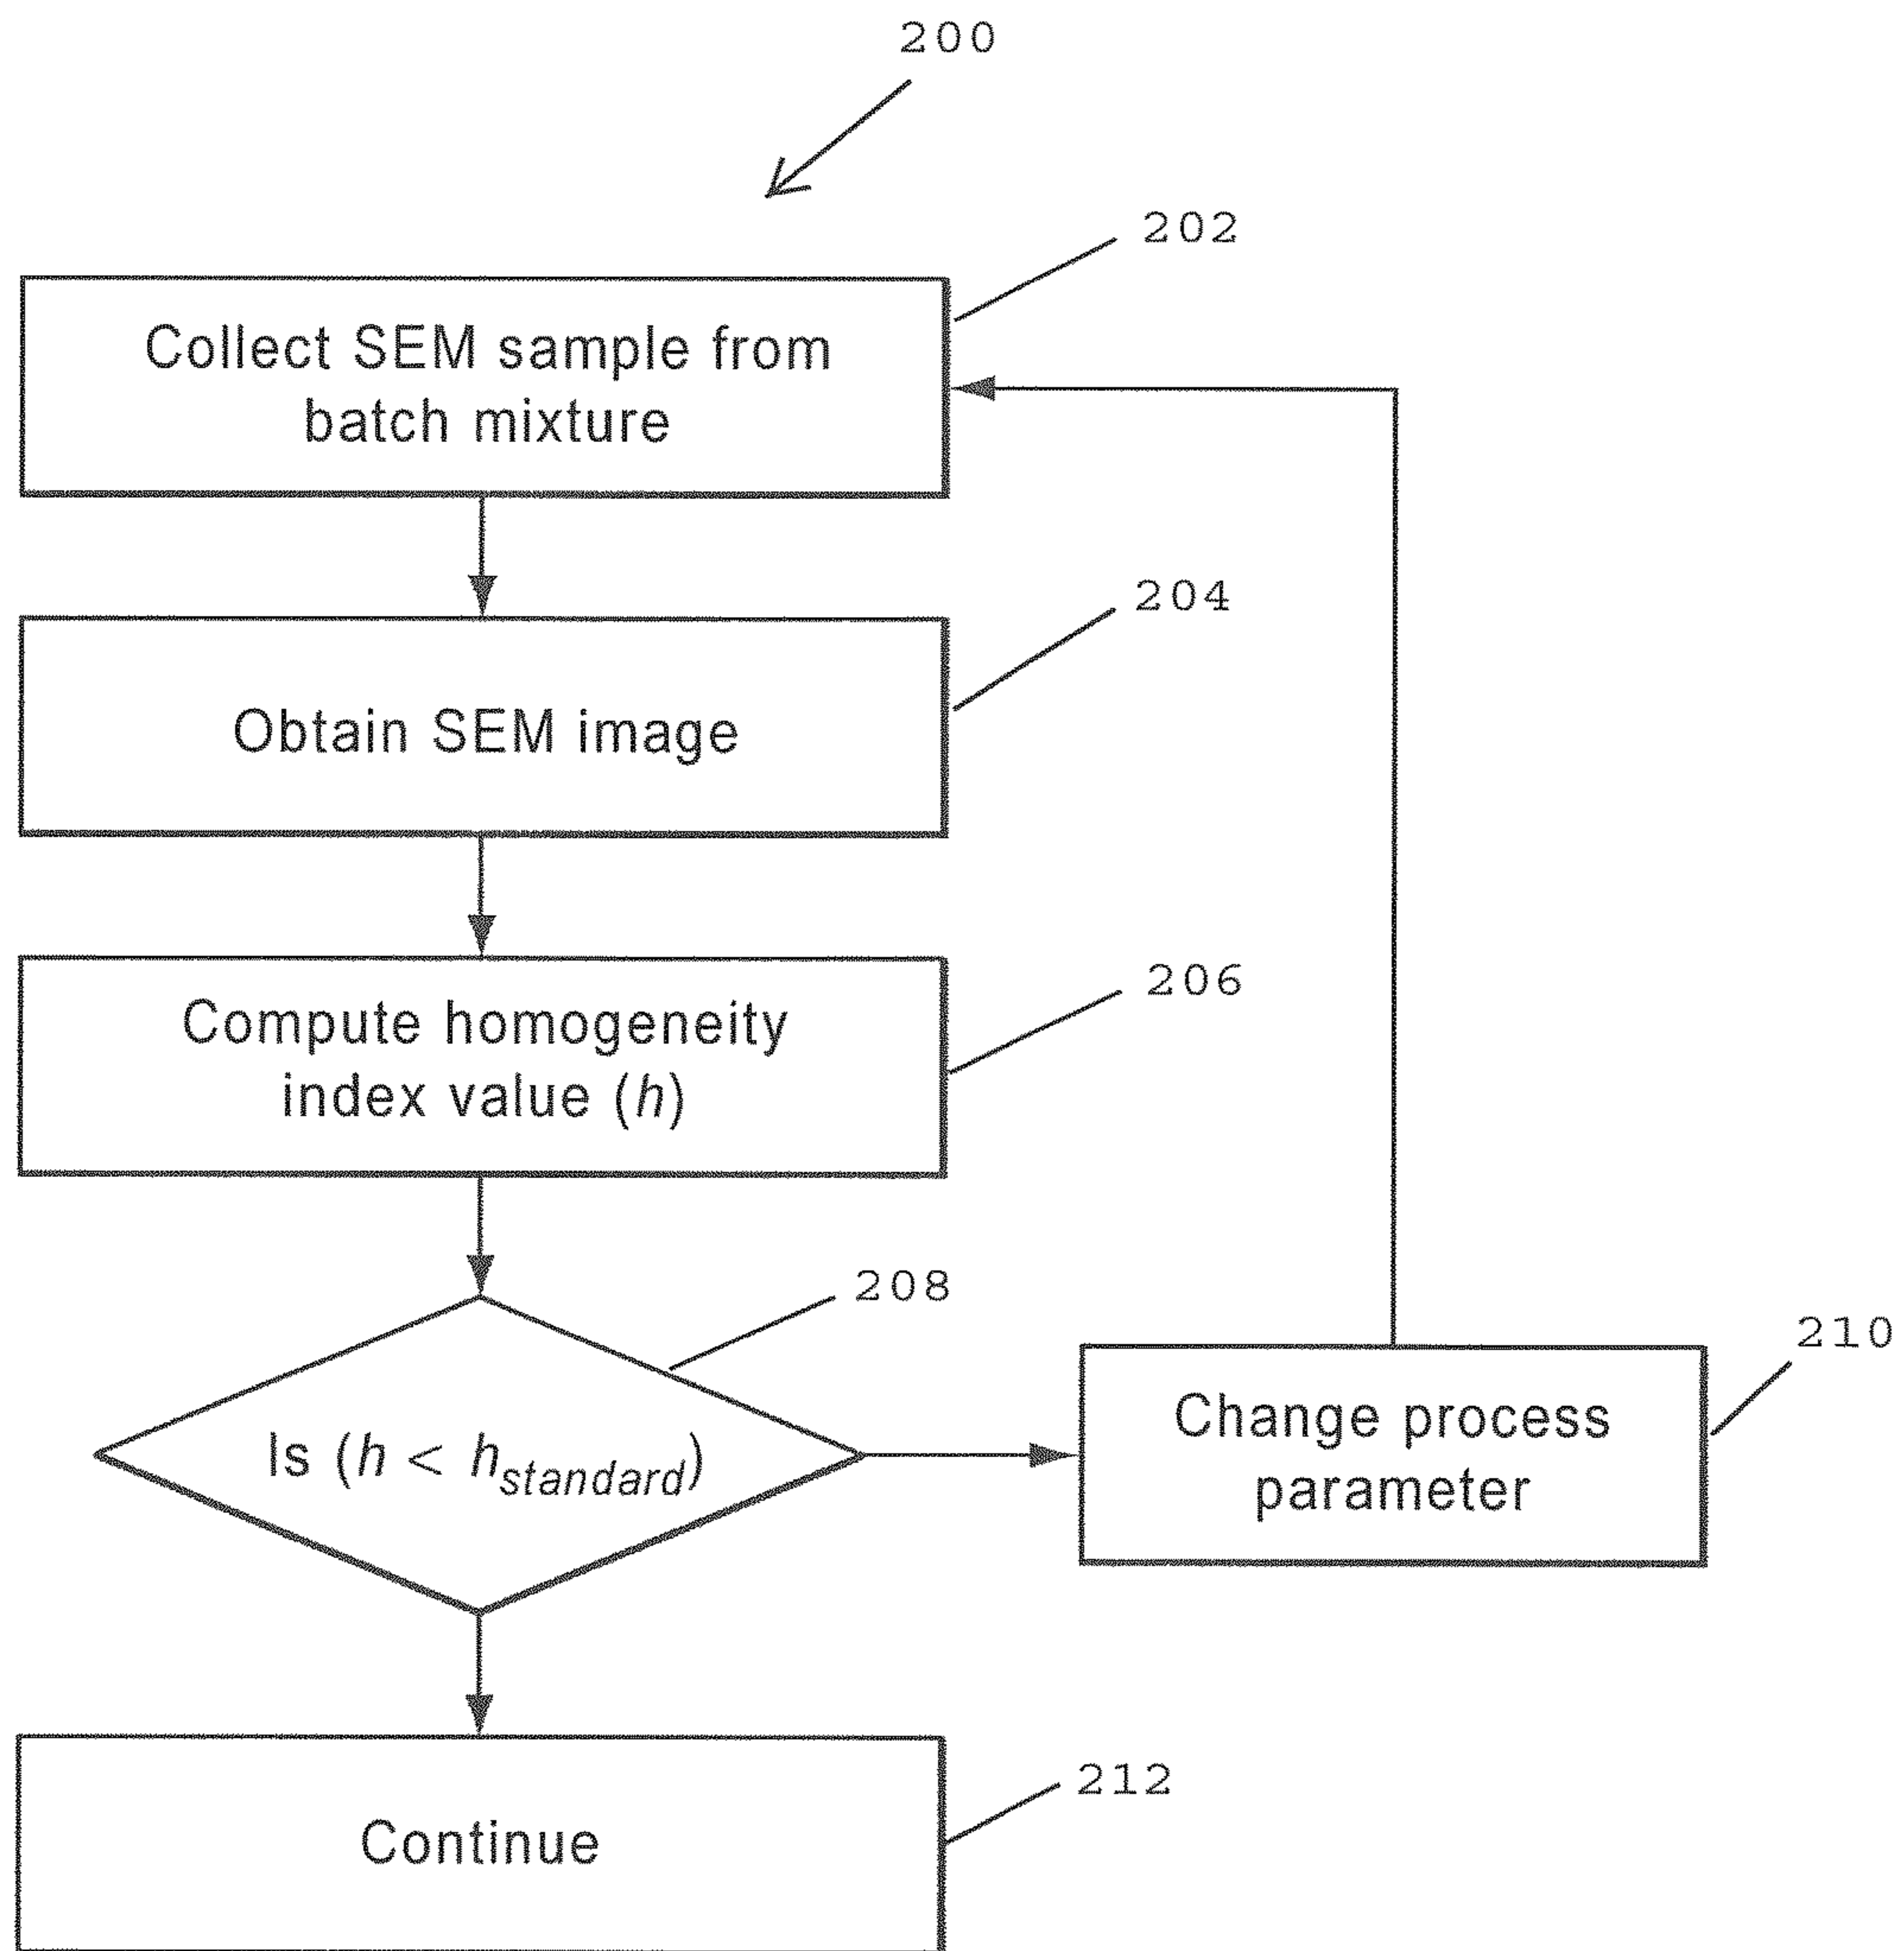 200
202
Collect SEM sample from
batch mixture
204
Obtain SEM image
206
Compute homogeneity
index value (h)
208
Is (h < hstandard)
210
Change process
parameter
212
Continue